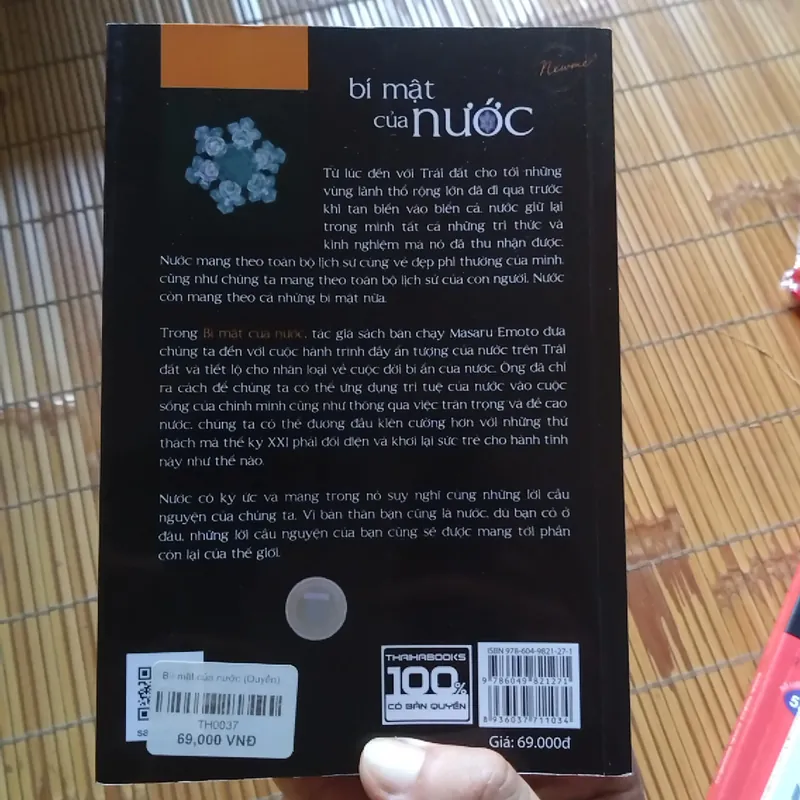 Newme
bí mật
của nước
Từ lúc đến với Trái đất cho tới những
vùng lãnh thổ rộng lớn đã đi qua trước
khi tan biến vào biển cả, nước giữ lại
trong mình tất cả những tri thức và
kinh nghiệm mà nó đã thu nhận được.
Nước mang theo toàn bộ lịch sử cùng vẻ đẹp phi thường của mình,
cũng như chúng ta mang theo toàn bộ lịch sử của con người. Nước
còn mang theo cả những bí mật nữa.
Trong Bí mật của nước, tác giả sách bán chạy Masaru Emoto đưa
chúng ta đến với cuộc hành trình đầy ấn tượng của nước trên Trái
đất và tiết lộ cho nhân loại về cuộc đời bí ẩn của nước. Ông đã chỉ
ra cách để chúng ta có thể ứng dụng trí tuệ của nước vào cuộc
sống của chính mình cũng như thông qua việc trân trọng và đề cao
nước, chúng ta có thể đương đầu kiên cường hơn với những thử
thách mà thế kỷ XXI phải đối diện và khơi lại sức trẻ cho hành tinh
này như thế nào.
Nước có ký ức và mang trong nó suy nghĩ cùng những lời cầu
nguyện của chúng ta. Vì bản thân bạn cũng là nước, dù bạn có ở
đâu, những lời cầu nguyện của bạn cũng sẽ được mang tới phần
còn lại của thế giới.
Bí mật của nước (Duyên)
TH0037
69,000 VNĐ
THAIHABOOKS
100%
CÓ BẢN QUYỀN
ISBN 978-604-9821-27-1
9 786049 821271
8 936037 711034
Giá: 69.000đ